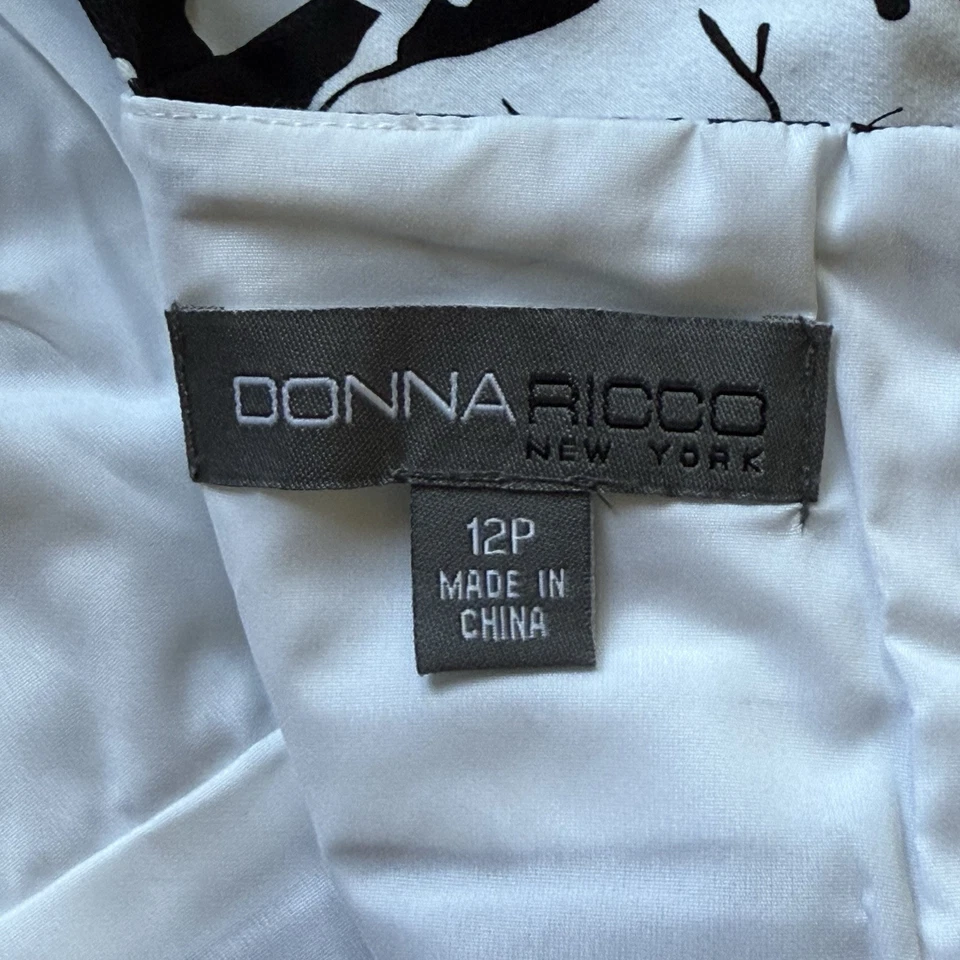 DONNA RICCO
NEW YORK
12P
MADE IN
CHINA